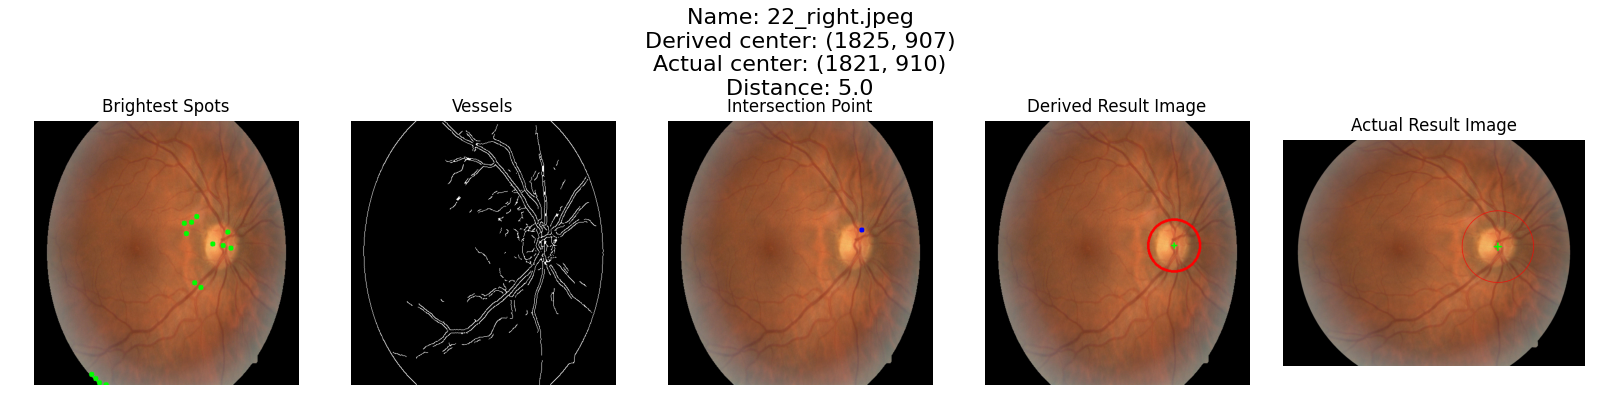 Name: 22_right.jpeg
Derived center: (1825, 907)
Actual center: (1821, 910)
Distance: 5.0
Brightest Spots
Vessels
Intersection Point
Derived Result Image
Actual Result Image